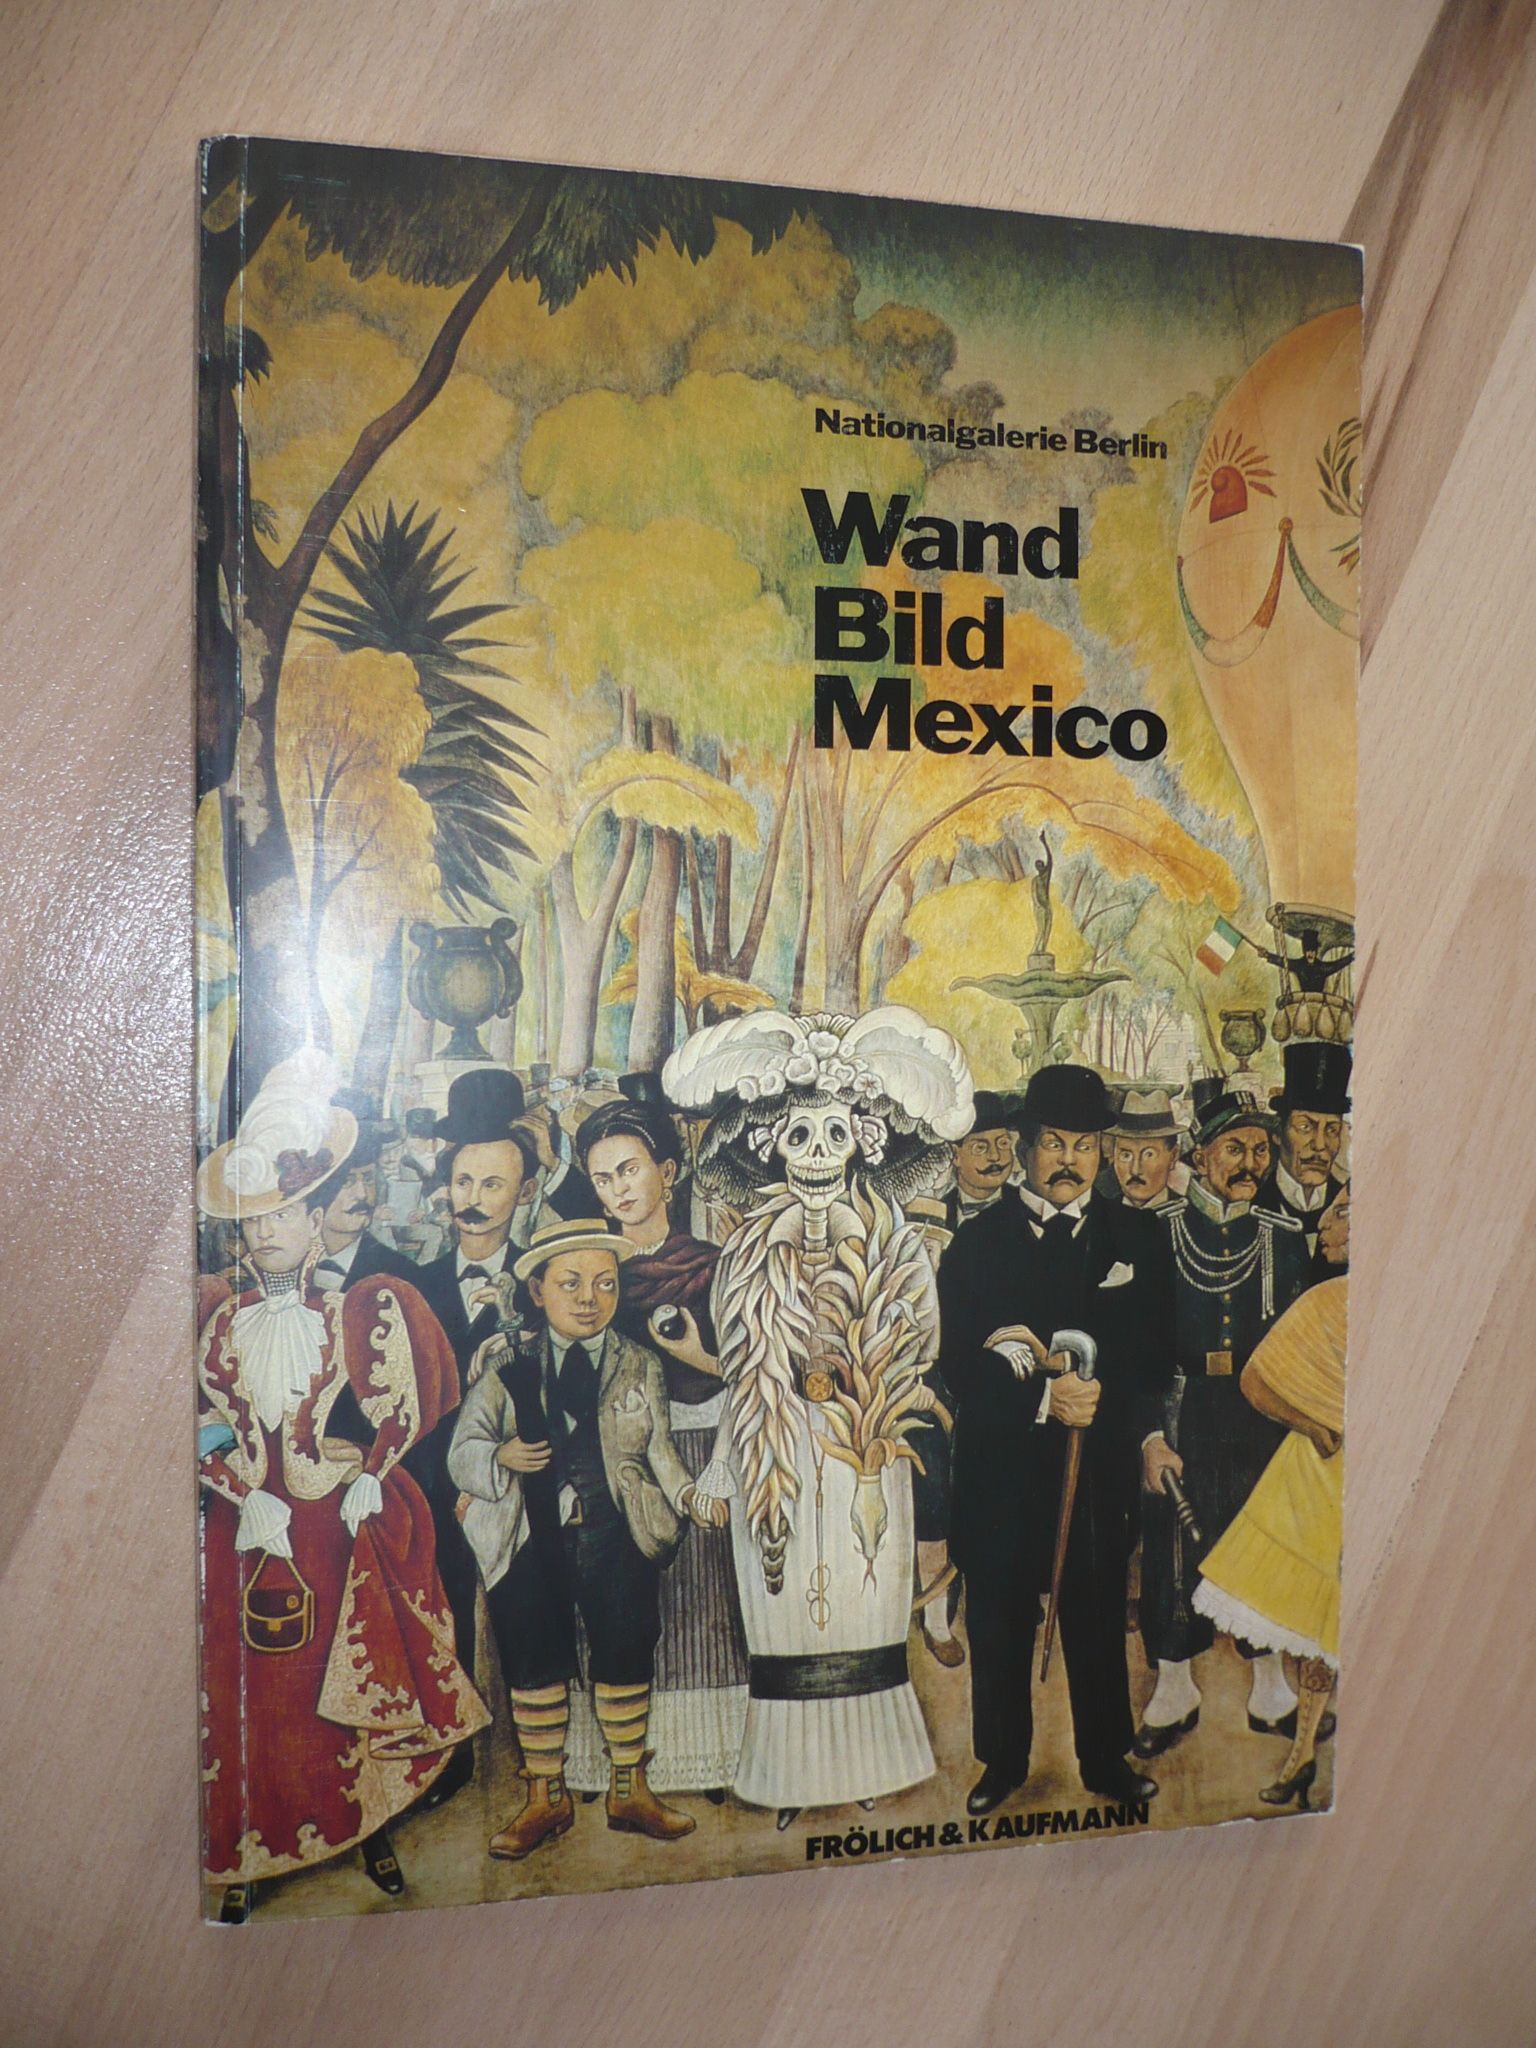 Nationalgalerie Berlin
Wand
Bild
Mexico
FRÖLICH & KAUFMANN